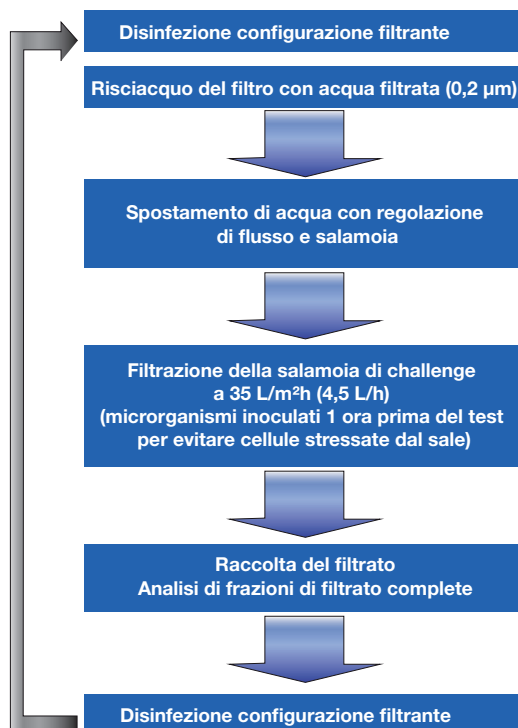 Disinfezione configurazione filtrante
Risciacquo del filtro con acqua filtrata (0,2 µm)
Spostamento di acqua con regolazione
di flusso e salamoia
Filtrazione della salamoia di challenge
a 35 L/m²h (4,5 L/h)
(microrganismi inoculati 1 ora prima del test
per evitare cellule stressate dal sale)
Raccolta del filtrato
Analisi di frazioni di filtrato complete
Disinfezione configurazione filtrante